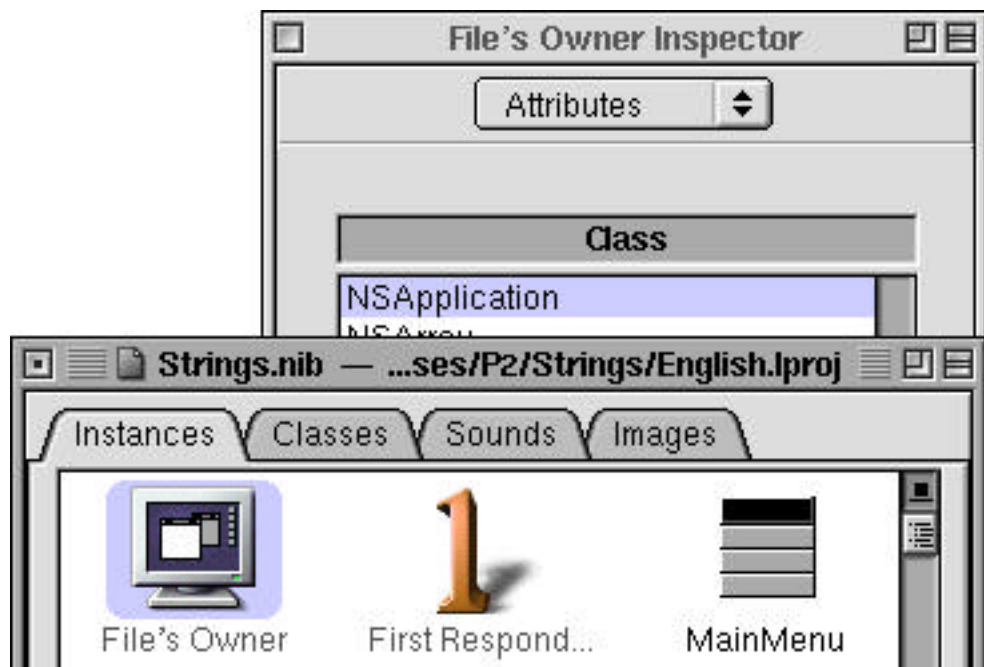 File's Owner Inspector
Attributes
Class
NSApplication
NSArray
Strings.nib — ...ses/P2/Strings/English.lproj
Instances Classes Sounds Images
File's Owner First Respond... MainMenu